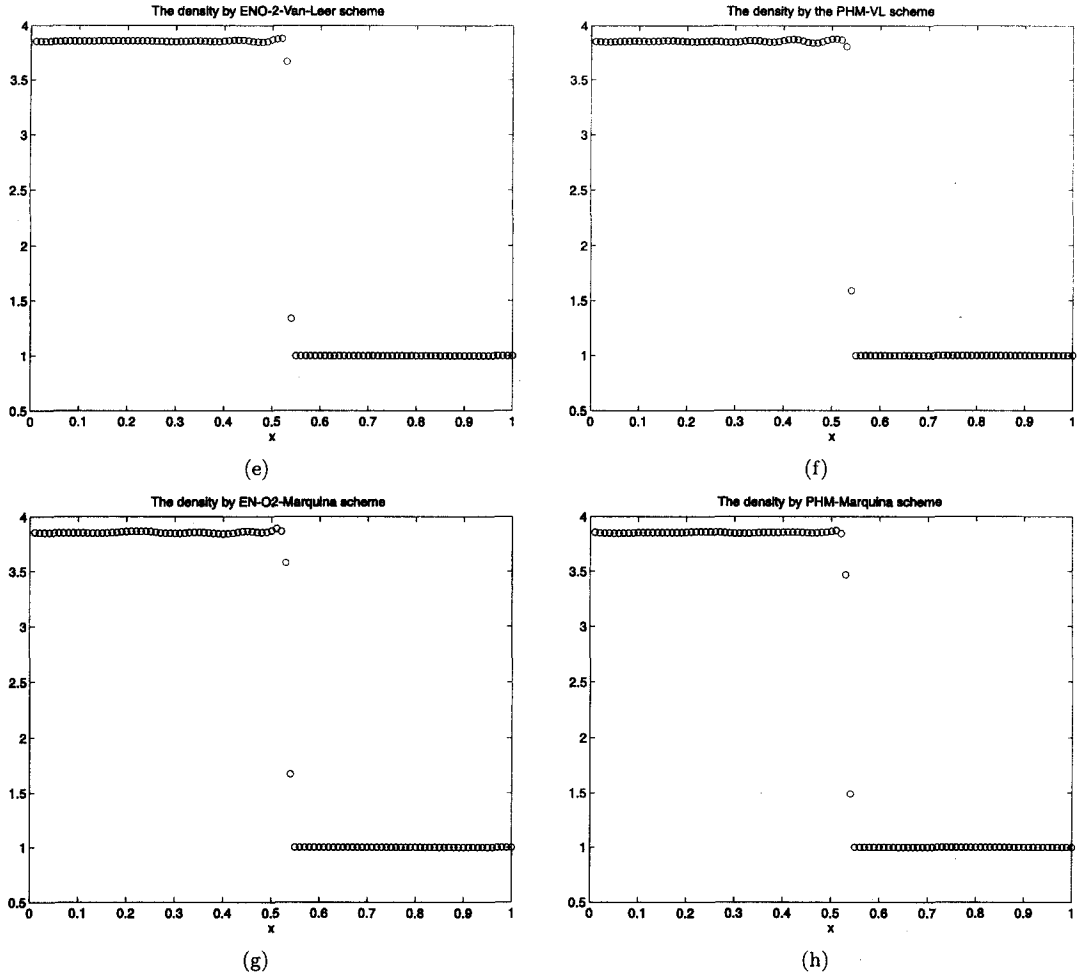 The density by ENO-2-Van-Leer scheme
4
3.5
3
2.5
2
1.5
1
0.5
0 0.1 0.2 0.3 0.4 0.5 0.6 0.7 0.8 0.9 1
x
(e)
The density by the PHM-VL scheme
4
3.5
3
2.5
2
1.5
1
0.5
0 0.1 0.2 0.3 0.4 0.5 0.6 0.7 0.8 0.9 1
x
(f)
The density by EN-O2-Marquina scheme
4
3.5
3
2.5
2
1.5
1
0.5
0 0.1 0.2 0.3 0.4 0.5 0.6 0.7 0.8 0.9 1
x
(g)
The density by PHM-Marquina scheme
4
3.5
3
2.5
2
1.5
1
0.5
0 0.1 0.2 0.3 0.4 0.5 0.6 0.7 0.8 0.9 1
x
(h)